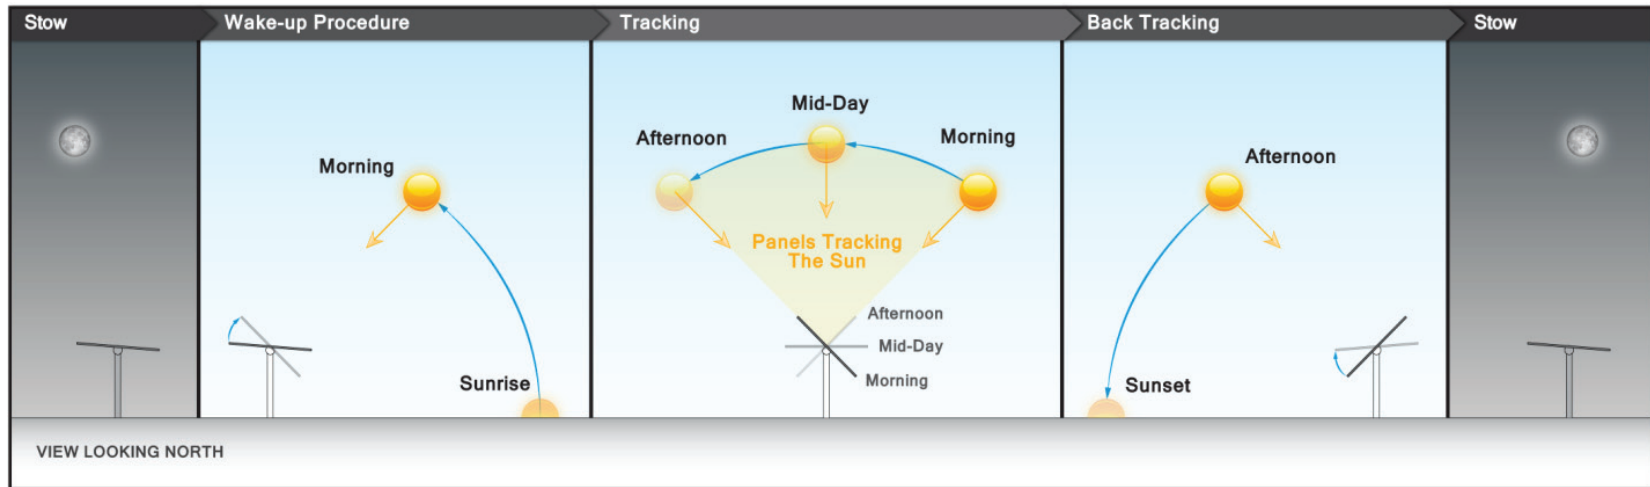 Stow
Wake-up Procedure
Tracking
Back Tracking
Stow
Morning
Sunrise
Mid-Day
Afternoon
Morning
Panels Tracking
The Sun
Afternoon
Mid-Day
Morning
Afternoon
Sunset
VIEW LOOKING NORTH